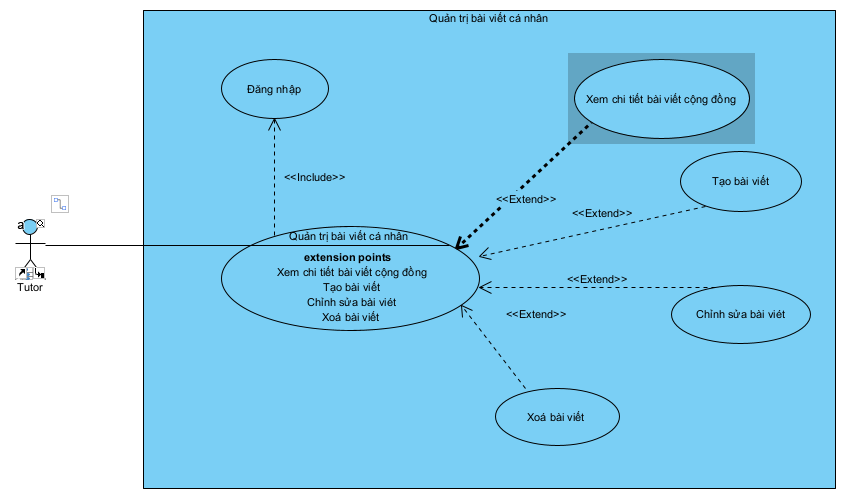 Quản trị bài viết cá nhân
Đăng nhập
Xem chi tiết bài viết cộng đồng
<<Include>>
<<Extend>>
Tạo bài viết
<<Extend>>
a
Tutor
Quản trị bài viết cá nhân
extension points
Xem chi tiết bài viết cộng đồng
Tạo bài viết
Chỉnh sửa bài viét
Xoá bài viết
<<Extend>>
<<Extend>>
Chỉnh sửa bài viét
Xoá bài viết